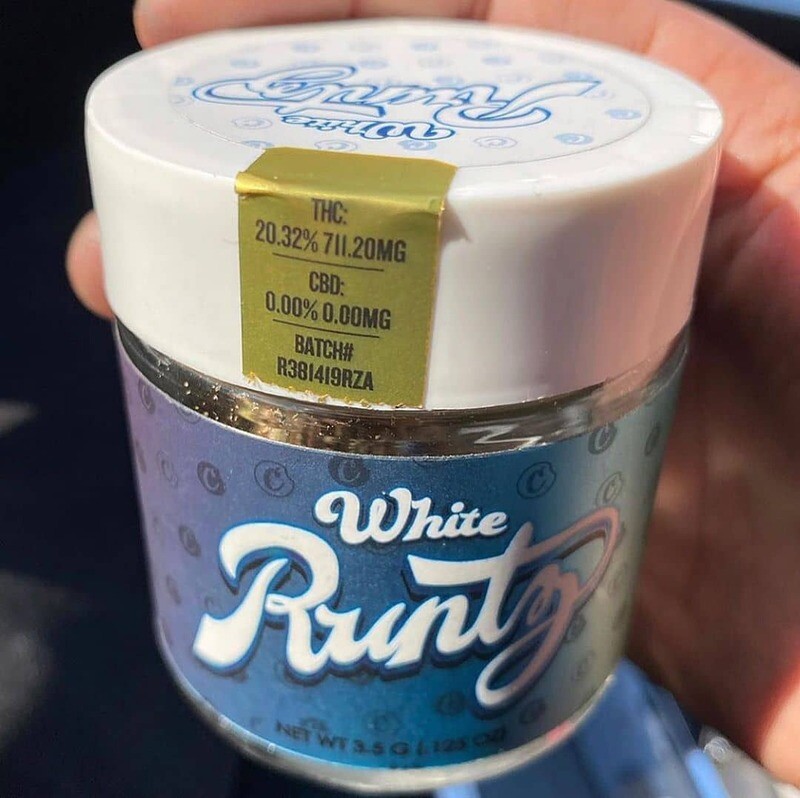 White
Runtz
THC:
20.32% 711.20MG
CBD:
0.00% 0.00MG
BATCH#
R381419RZA
White
Runtz
NET WT 3.5 G (.125 OZ)